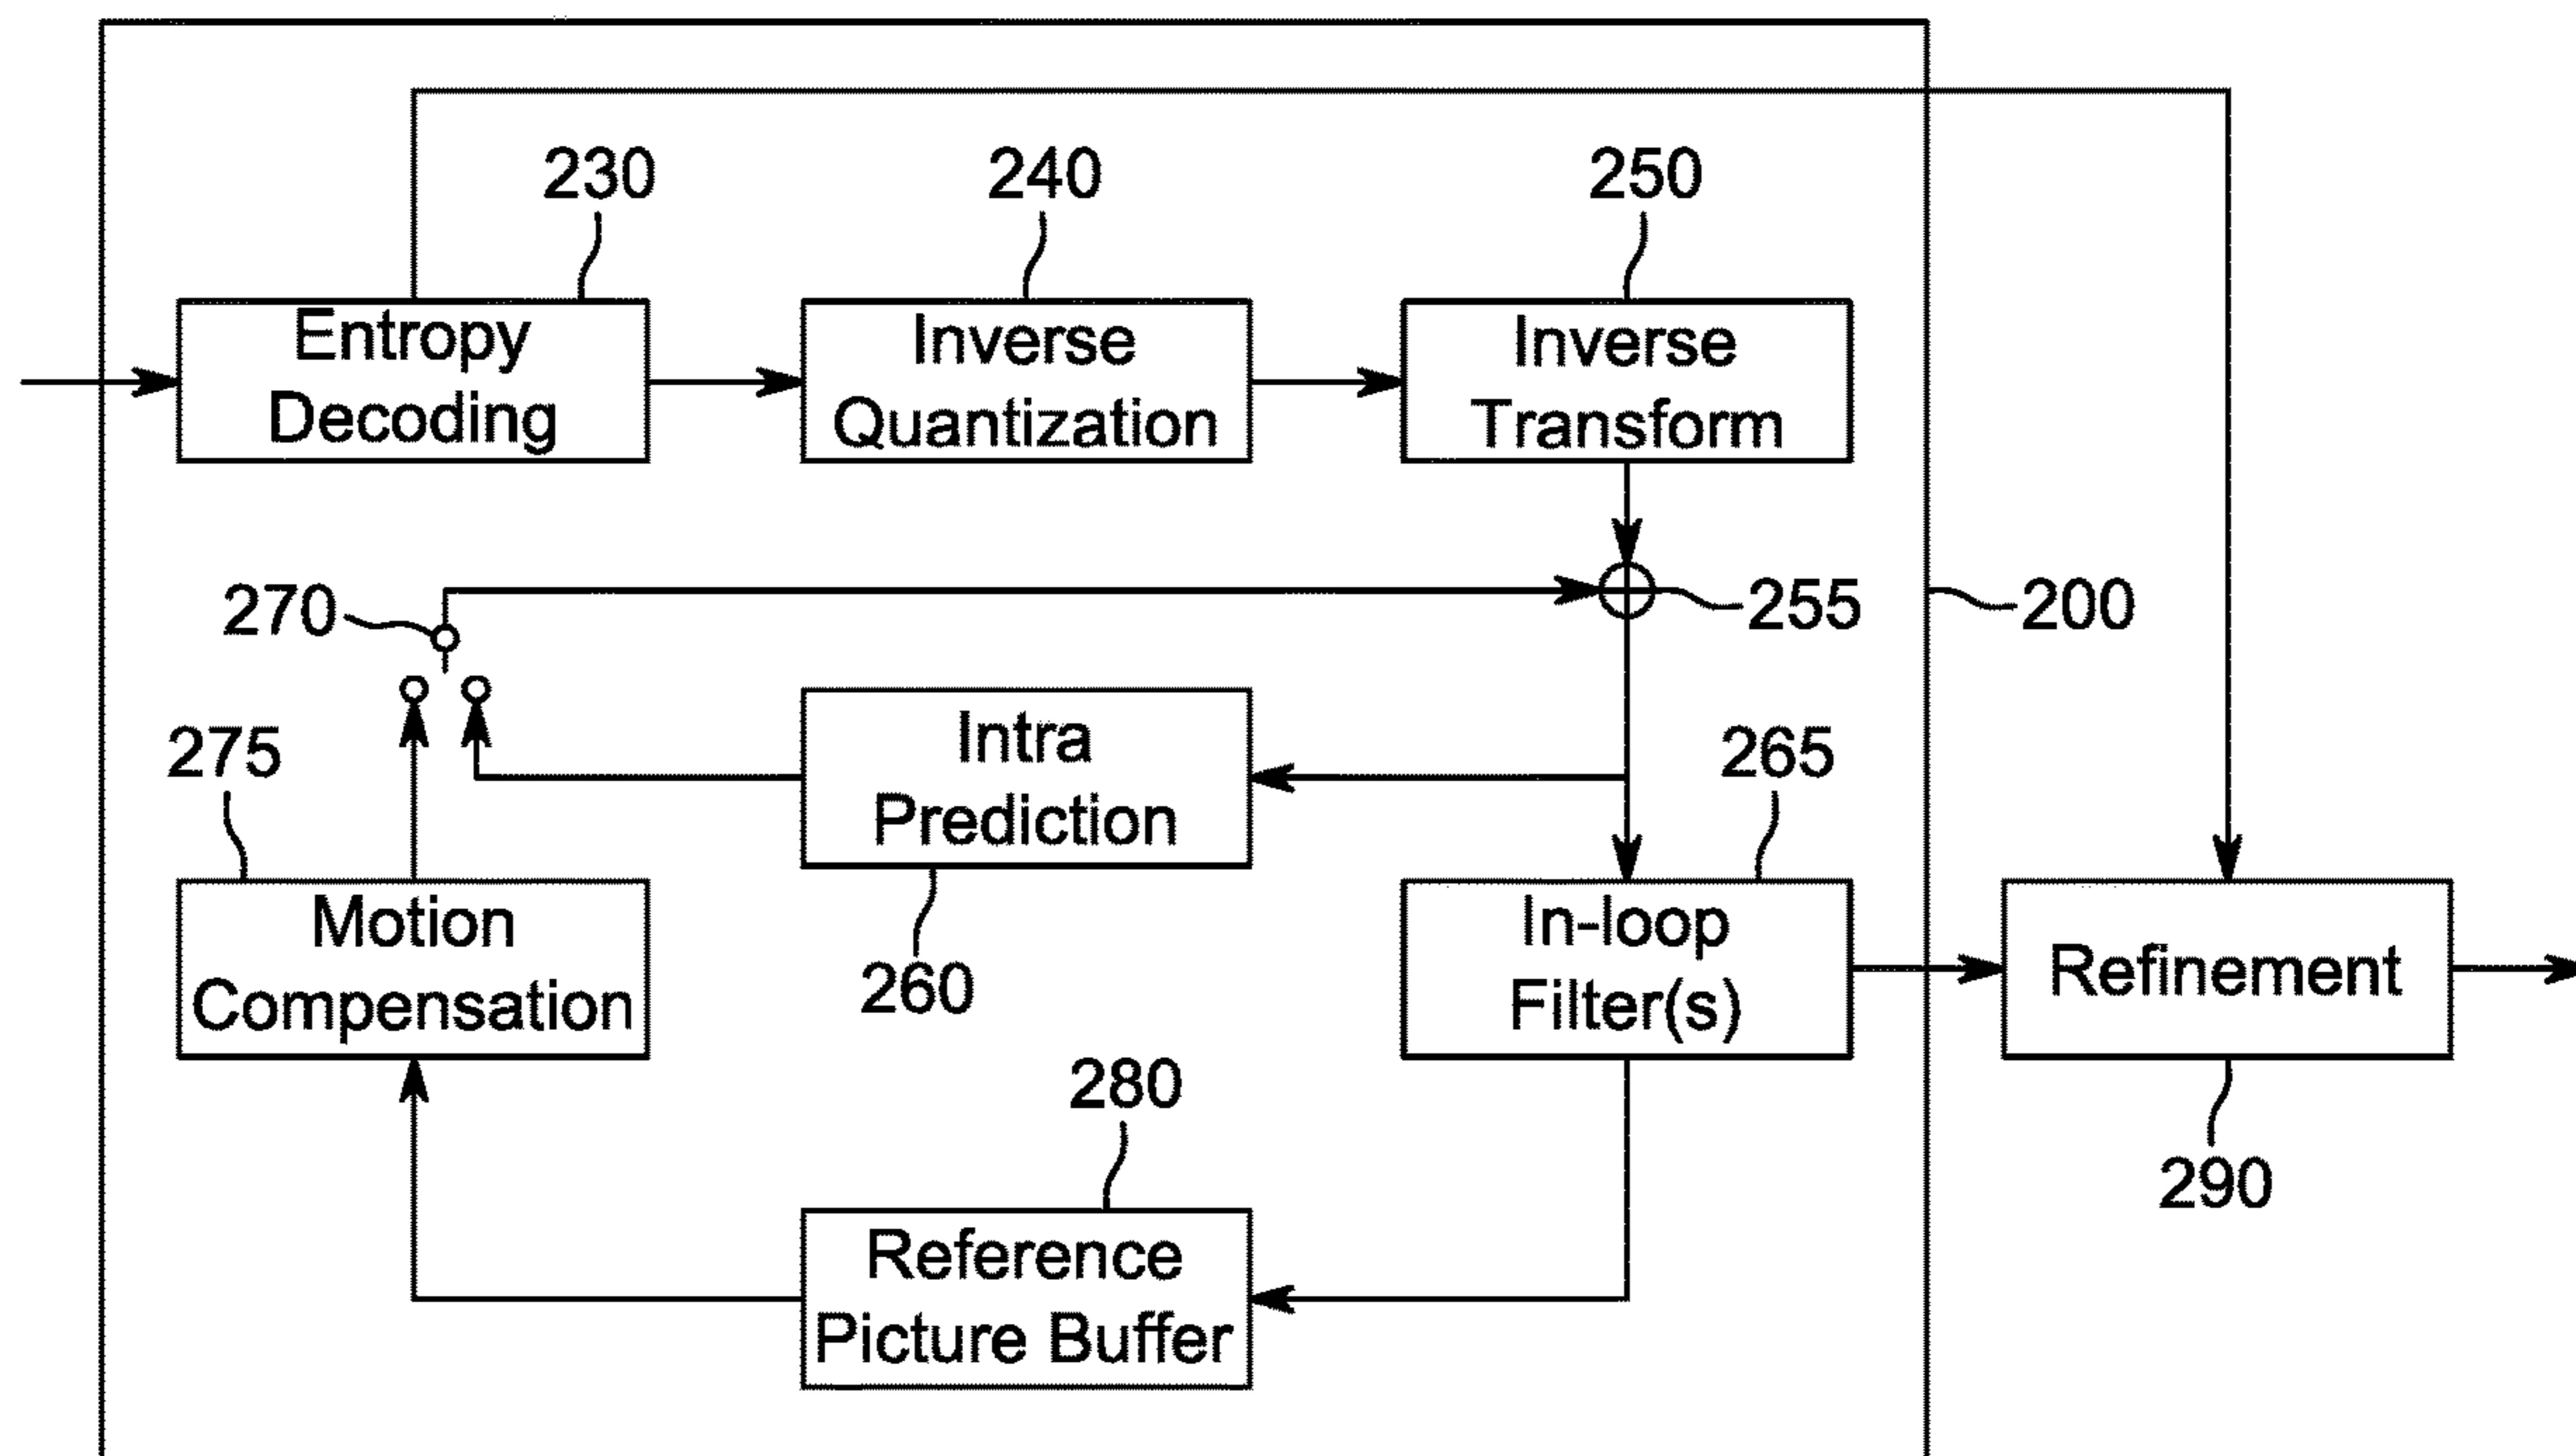 230
240
250
Entropy
Decoding
Inverse
Quantization
Inverse
Transform
270
255
200
275
Intra
Prediction
265
Motion
Compensation
260
In-loop
Filter(s)
Refinement
280
290
Reference
Picture Buffer